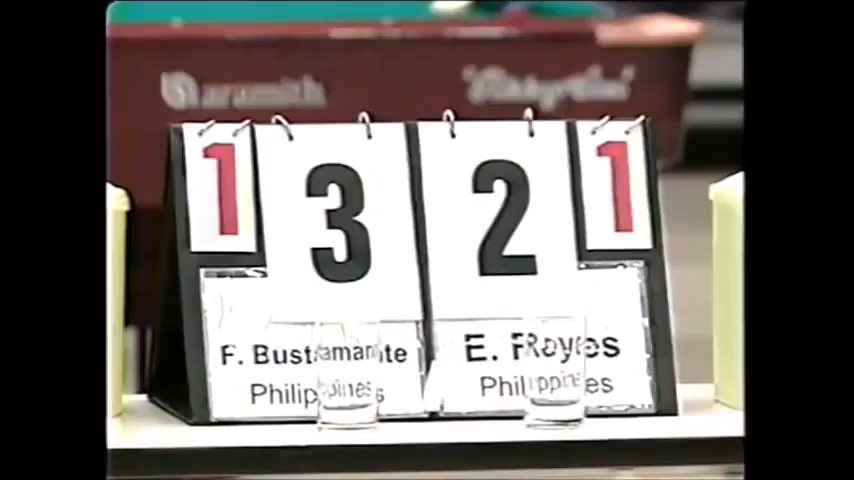 Aramith
1 3 2 1
F. Bustamante E. Reyes
Philippines Philippines